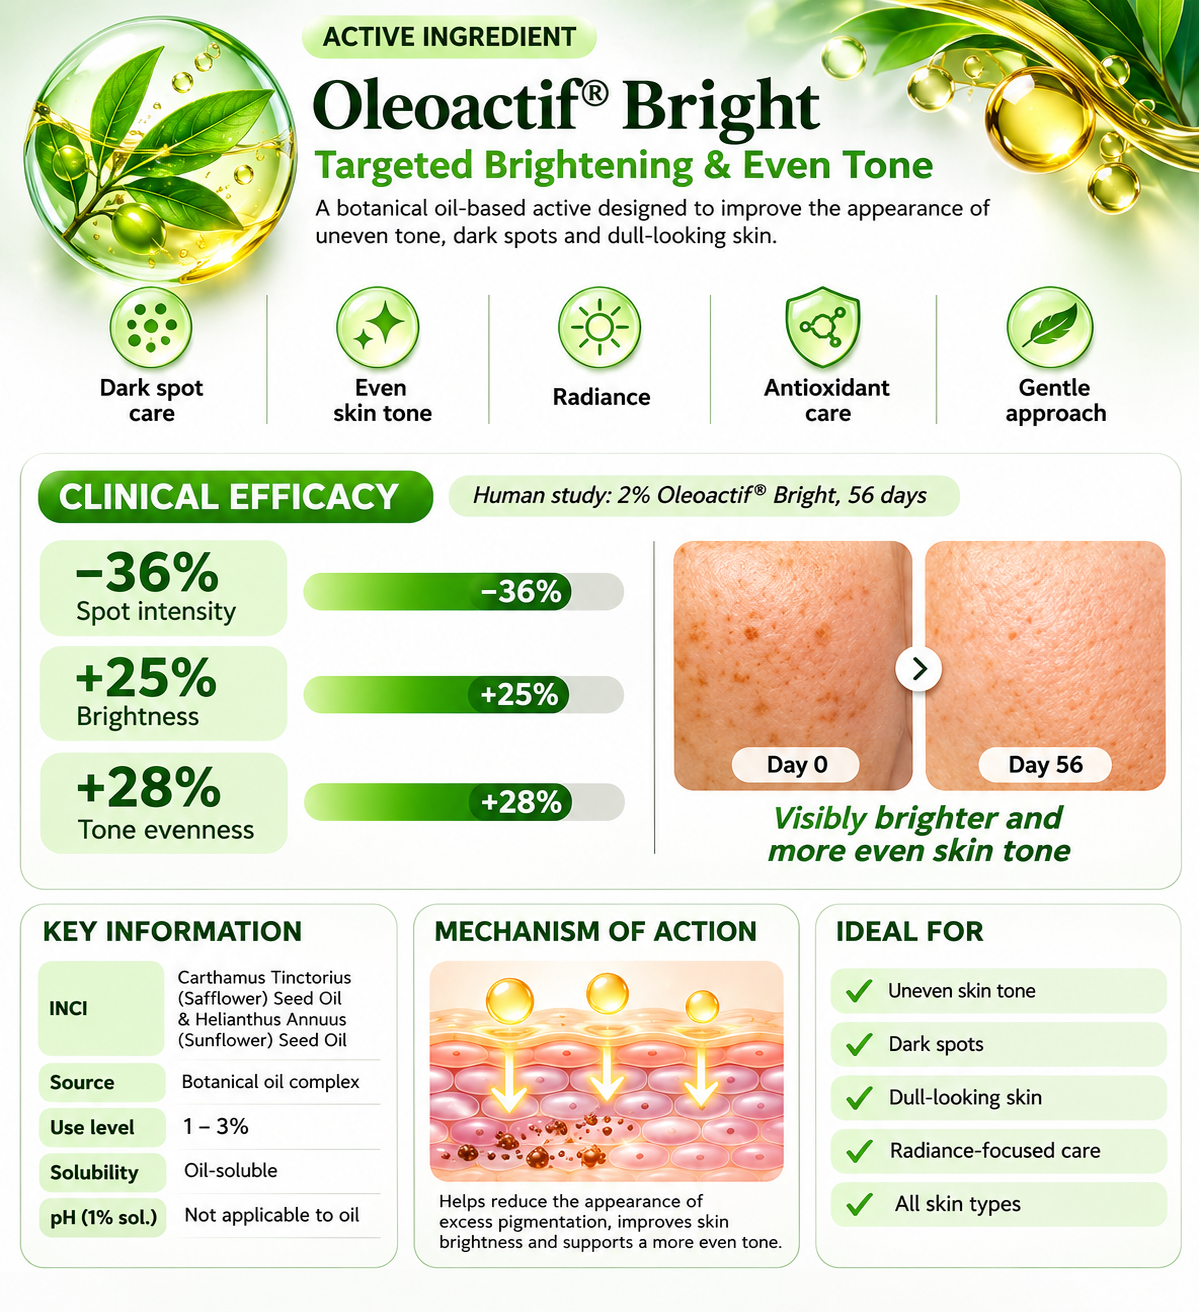 ACTIVE INGREDIENT
Oleoactif® Bright
Targeted Brightening & Even Tone
A botanical oil-based active designed to improve the appearance of
uneven tone, dark spots and dull-looking skin.
Dark spot
care
Even
skin tone
Radiance
Antioxidant
care
Gentle
approach
CLINICAL EFFICACY
Human study: 2% Oleoactif® Bright, 56 days
−36%
Spot intensity
−36%
+25%
Brightness
+25%
+28%
Tone evenness
+28%
Day 0
Day 56
Visibly brighter and
more even skin tone
KEY INFORMATION
INCI
Carthamus Tinctorius
(Safflower) Seed Oil
& Helianthus Annuus
(Sunflower) Seed Oil
Source
Botanical oil complex
Use level
1 – 3%
Solubility
Oil-soluble
pH (1% sol.)
Not applicable to oil
MECHANISM OF ACTION
Helps reduce the appearance of
excess pigmentation, improves skin
brightness and supports a more even tone.
IDEAL FOR
Uneven skin tone
Dark spots
Dull-looking skin
Radiance-focused care
All skin types